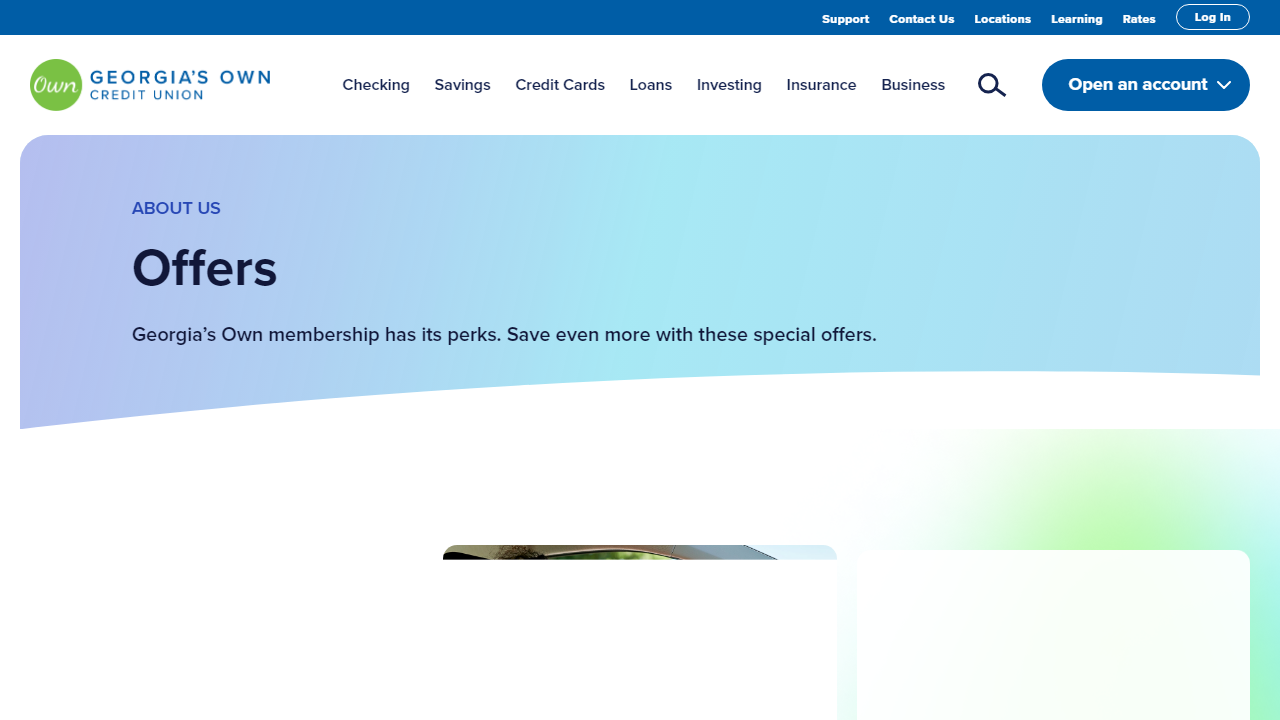 Support Contact Us Locations Learning Rates Log In
Own GEORGIA'S OWN
CREDIT UNION
Checking Savings Credit Cards Loans Investing Insurance Business Open an account
ABOUT US
Offers
Georgia’s Own membership has its perks. Save even more with these special offers.